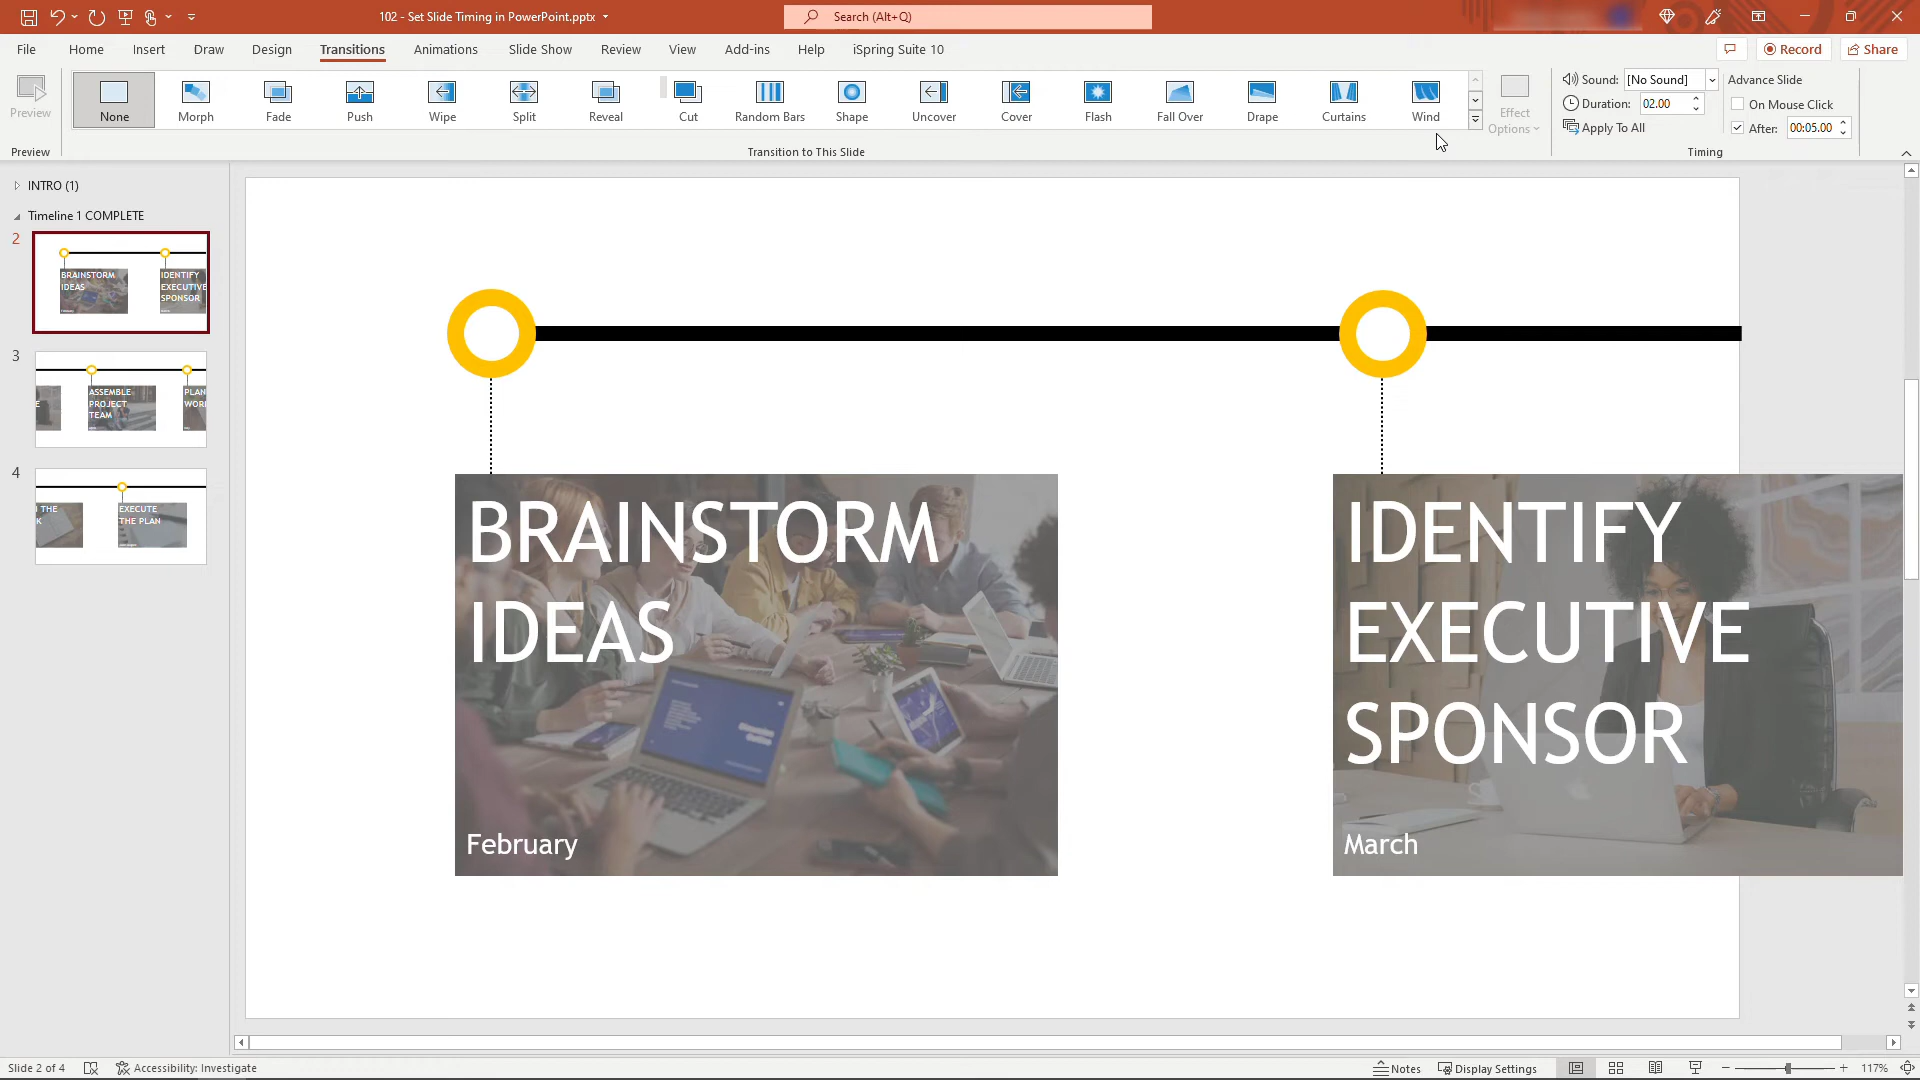 102 - Set Slide Timing in PowerPoint.pptx
Search (Alt+Q)
File Home Insert Draw Design Transitions Animations Slide Show Review View Add-ins Help iSpring Suite 10 Record Share
Preview
None Morph Fade Push Wipe Split Reveal Cut Random Bars Shape Uncover Cover Flash Fall Over Drape Curtains Wind
Effect
Options
Sound: [No Sound]
Duration: 02.00
Apply To All
Advance Slide
On Mouse Click
After: 00:05.00
Preview Transition to This Slide Timing
INTRO (1)
Timeline 1 COMPLETE
2
BRAINSTORM
IDEAS
IDENTIFY
EXECUTIVE
SPONSOR
3
E
ASSEMBLE
PROJECT
TEAM
PLAN
WOR
4
THE
K
EXECUTE
THE PLAN
BRAINSTORM
IDEAS
February
IDENTIFY
EXECUTIVE
SPONSOR
March
Slide 2 of 4 Accessibility: Investigate Notes Display Settings 117%